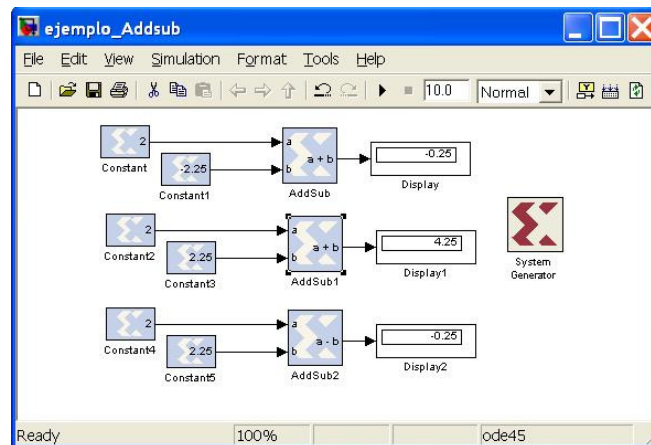 ejemplo_Addsub
File Edit View Simulation Format Tools Help
10.0 Normal
2
Constant
-2.25
Constant1
a
b
a + b
AddSub
-0.25
Display
2
Constant2
2.25
Constant3
a
b
a + b
AddSub1
4.25
Display1
System
Generator
2
Constant4
2.25
Constant5
a
b
a - b
AddSub2
-0.25
Display2
Ready 100% ode45